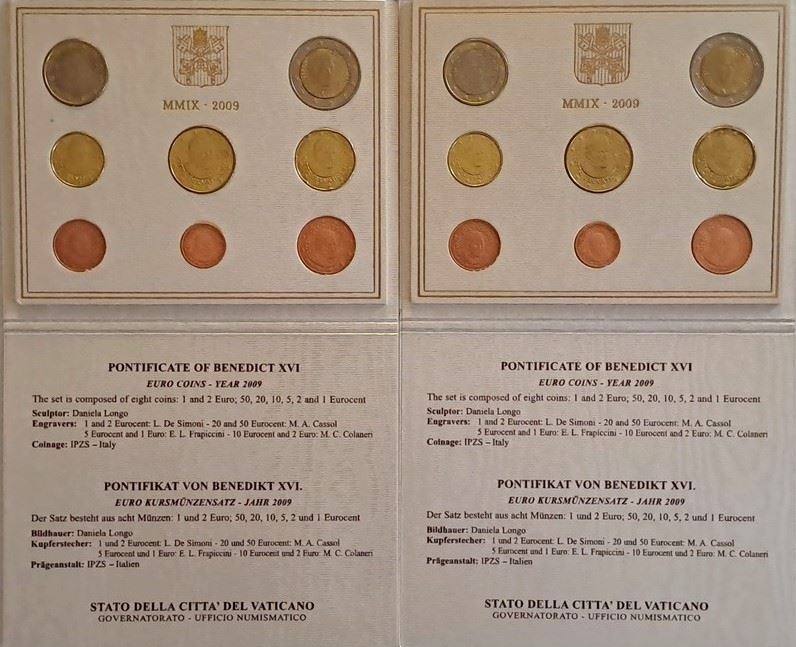 MMIX · 2009
PONTIFICATE OF BENEDICT XVI
EURO COINS - YEAR 2009
The set is composed of eight coins: 1 and 2 Euro; 50, 20, 10, 5, 2 and 1 Eurocent
Sculptor: Daniela Longo
Engravers: 1 and 2 Eurocent: L. De Simoni - 20 and 50 Eurocent: M. A. Cassol
5 Eurocent and 1 Euro: E. L. Frapiccini - 10 Eurocent and 2 Euro: M. C. Colaneri
Coinage: IPZS – Italy
PONTIFIKAT VON BENEDIKT XVI.
EURO KURSMÜNZENSATZ - JAHR 2009
Der Satz besteht aus acht Münzen: 1 und 2 Euro; 50, 20, 10, 5, 2 und 1 Eurocent
Bildhauer: Daniela Longo
Kupferstecher: 1 und 2 Eurocent: L. De Simoni - 20 und 50 Eurocent: M. A. Cassol
5 Eurocent und 1 Euro: E. L. Frapiccini - 10 Eurocent und 2 Euro: M. C. Colaneri
Prägeanstalt: IPZS – Italien
STATO DELLA CITTA' DEL VATICANO
GOVERNATORATO - UFFICIO NUMISMATICO
MMIX · 2009
PONTIFICATE OF BENEDICT XVI
EURO COINS - YEAR 2009
The set is composed of eight coins: 1 and 2 Euro; 50, 20, 10, 5, 2 and 1 Eurocent
Sculptor: Daniela Longo
Engravers: 1 and 2 Eurocent: L. De Simoni - 20 and 50 Eurocent: M. A. Cassol
5 Eurocent and 1 Euro: E. L. Frapiccini - 10 Eurocent and 2 Euro: M. C. Colaneri
Coinage: IPZS – Italy
PONTIFIKAT VON BENEDIKT XVI.
EURO KURSMÜNZENSATZ - JAHR 2009
Der Satz besteht aus acht Münzen: 1 und 2 Euro; 50, 20, 10, 5, 2 und 1 Eurocent
Bildhauer: Daniela Longo
Kupferstecher: 1 und 2 Eurocent: L. De Simoni - 20 und 50 Eurocent: M. A. Cassol
5 Eurocent und 1 Euro: E. L. Frapiccini - 10 Eurocent und 2 Euro: M. C. Colaneri
Prägeanstalt: IPZS – Italien
STATO DELLA CITTA' DEL VATICANO
GOVERNATORATO - UFFICIO NUMISMATICO